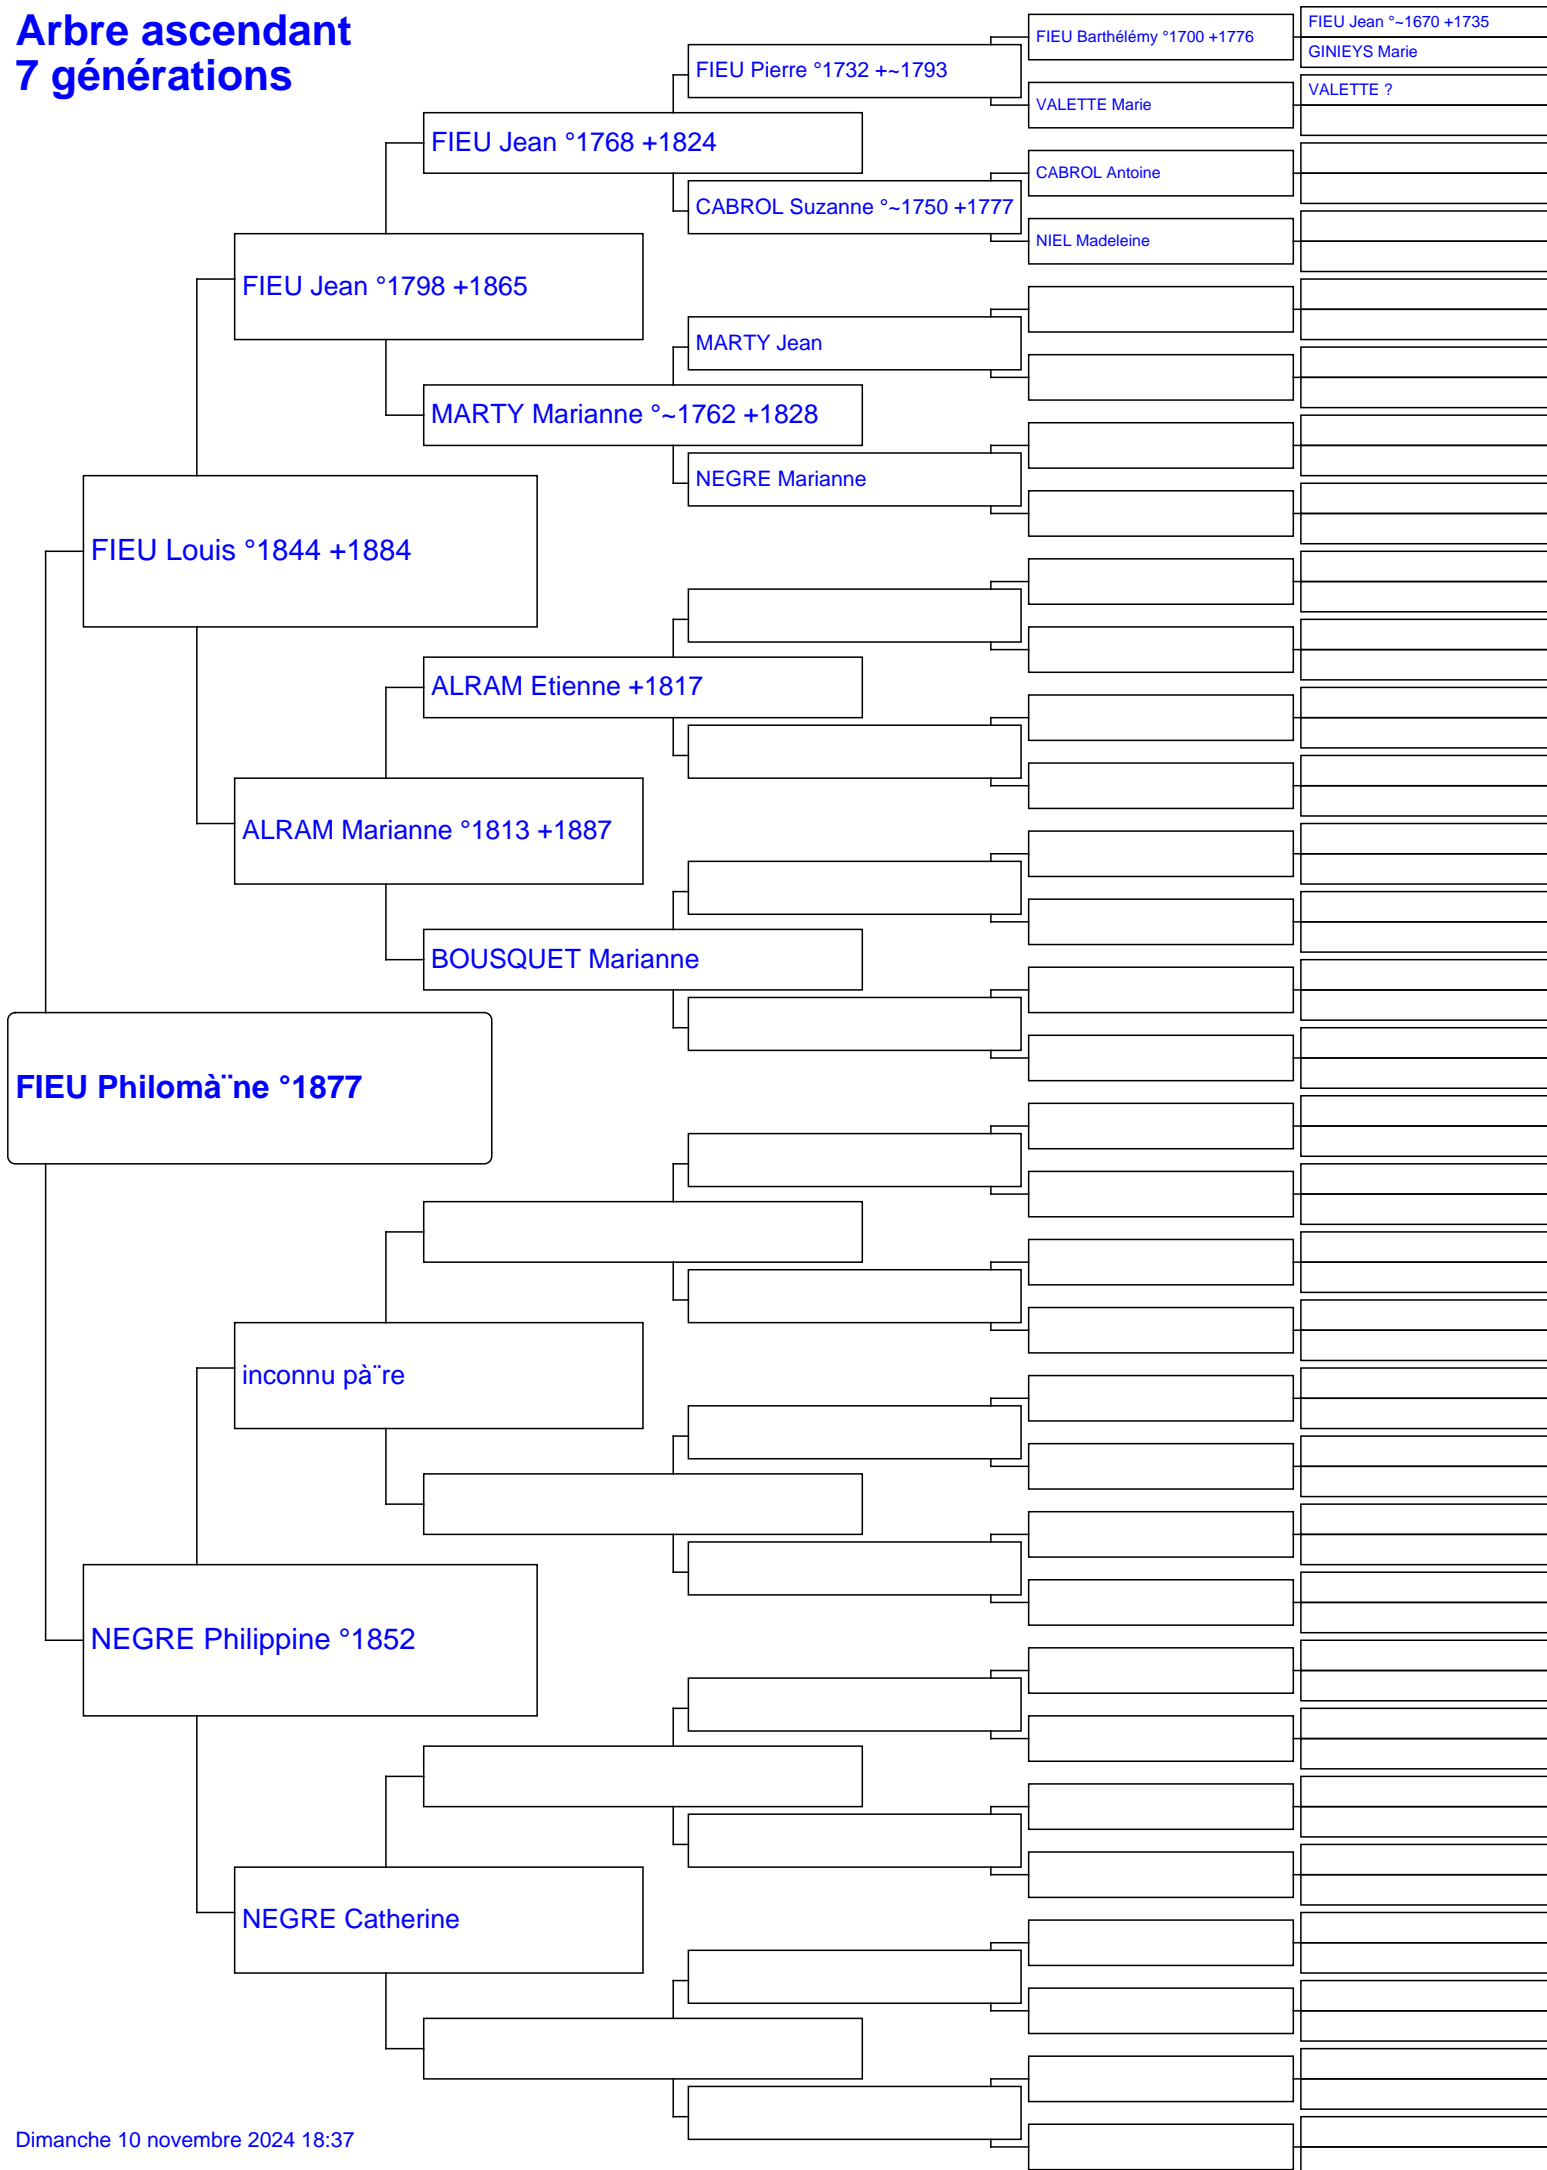 Arbre ascendant
7 générations
FIEU Jean °~1670 +1735
FIEU Barthélémy °1700 +1776
GINIEYS Marie
FIEU Pierre °1732 +~1793
VALETTE ?
VALETTE Marie
FIEU Jean °1768 +1824
CABROL Antoine
CABROL Suzanne °~1750 +1777
NIEL Madeleine
FIEU Jean °1798 +1865
MARTY Jean
MARTY Marianne °~1762 +1828
NEGRE Marianne
FIEU Louis °1844 +1884
ALRAM Etienne +1817
ALRAM Marianne °1813 +1887
BOUSQUET Marianne
FIEU Philomà¨ne °1877
inconnu pà¨re
NEGRE Philippine °1852
NEGRE Catherine
Dimanche 10 novembre 2024 18:37